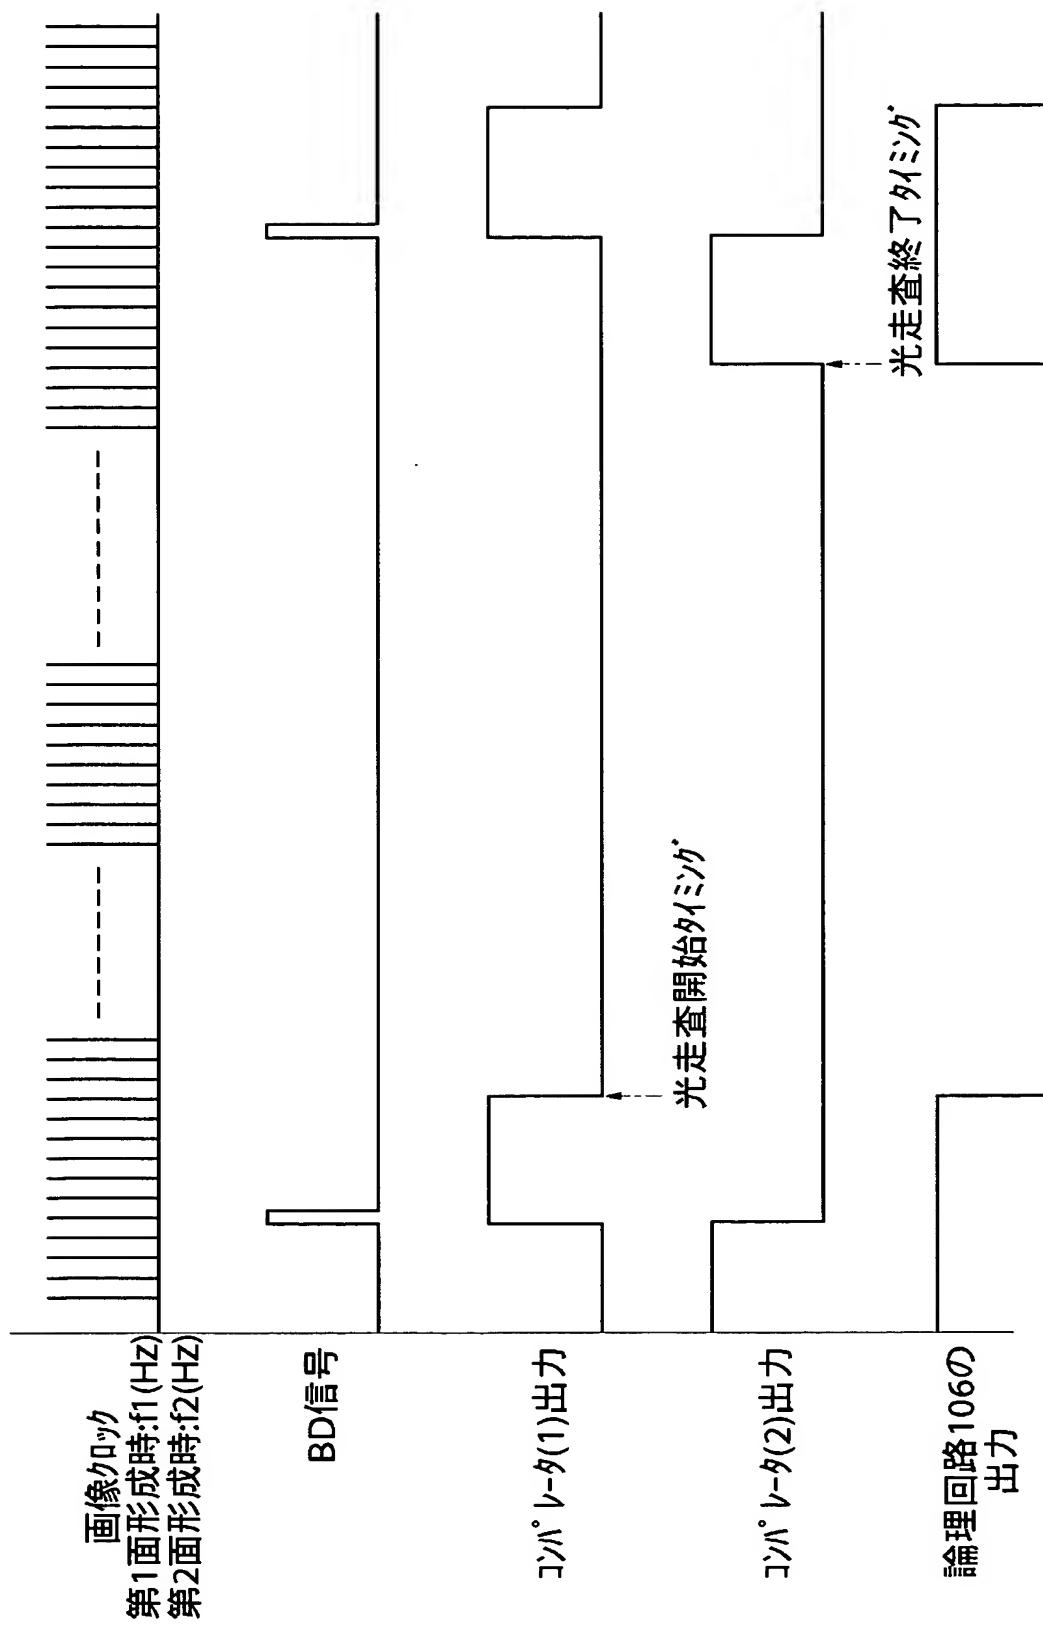 画像ｸﾛｯｸ
第1面形成時:f1(Hz)
第2面形成時:f2(Hz)
BD信号
ｺﾝﾊﾟﾚｰﾀ(1)出力
光走査開始ﾀｲﾐﾝｸﾞ
ｺﾝﾊﾟﾚｰﾀ(2)出力
光走査終了ﾀｲﾐﾝｸﾞ
論理回路106の
出力